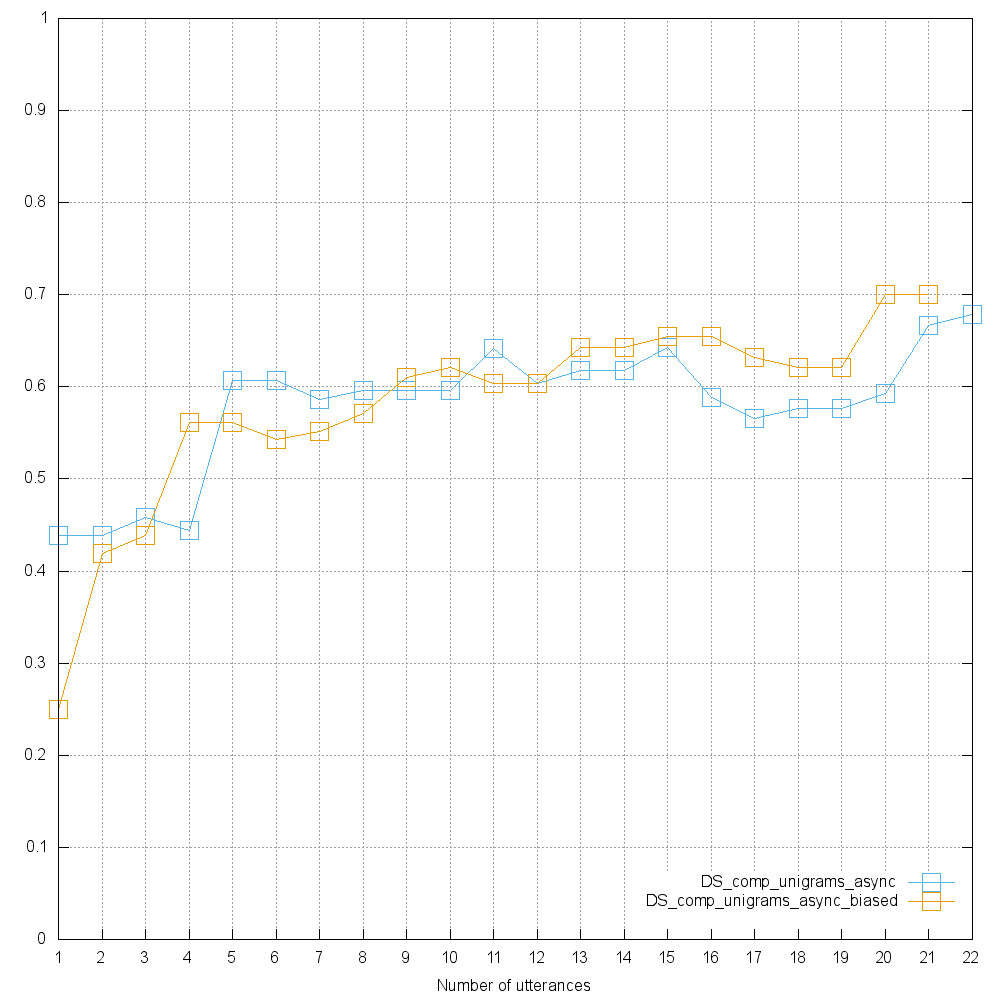 1
0.9
0.8
0.7
0.6
0.5
0.4
0.3
0.2
0.1
0
DS_comp_unigrams_async
DS_comp_unigrams_async_biased
1 2 3 4 5 6 7 8 9 10 11 12 13 14 15 16 17 18 19 20 21 22
Number of utterances